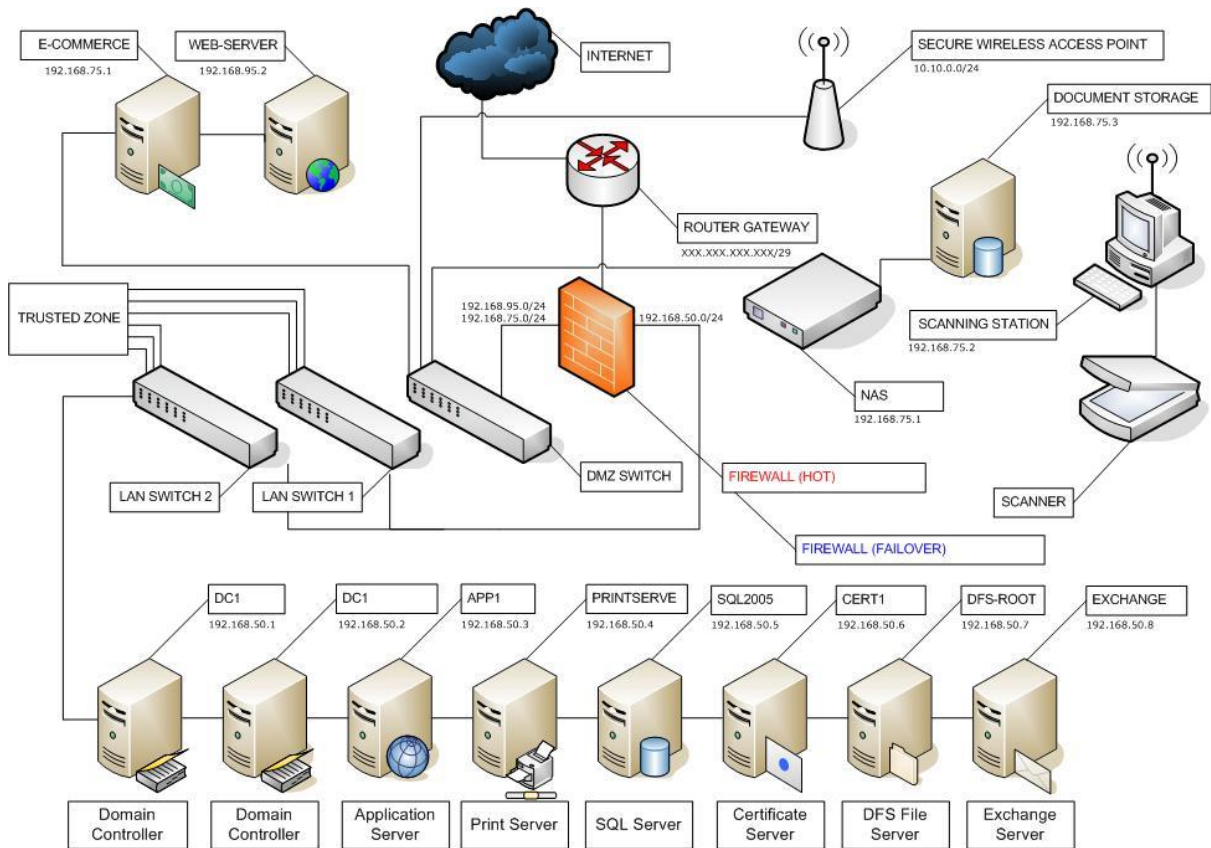 E-COMMERCE
192.168.75.1
WEB-SERVER
192.168.95.2
INTERNET
SECURE WIRELESS ACCESS POINT
10.10.0.0/24
DOCUMENT STORAGE
192.168.75.3
ROUTER GATEWAY
xxx.xxx.xxx.xxx/29
TRUSTED ZONE
192.168.95.0/24
192.168.75.0/24
192.168.50.0/24
SCANNING STATION
192.168.75.2
NAS
192.168.75.1
LAN SWITCH 2
LAN SWITCH 1
DMZ SWITCH
FIREWALL (HOT)
SCANNER
FIREWALL (FAILOVER)
DC1
192.168.50.1
DC1
192.168.50.2
APP1
192.168.50.3
PRINTSERVE
192.168.50.4
SQL2005
192.168.50.5
CERT1
192.168.50.6
DFS-ROOT
192.168.50.7
EXCHANGE
192.168.50.8
Domain
Controller
Domain
Controller
Application
Server
Print Server
SQL Server
Certificate
Server
DFS File
Server
Exchange
Server